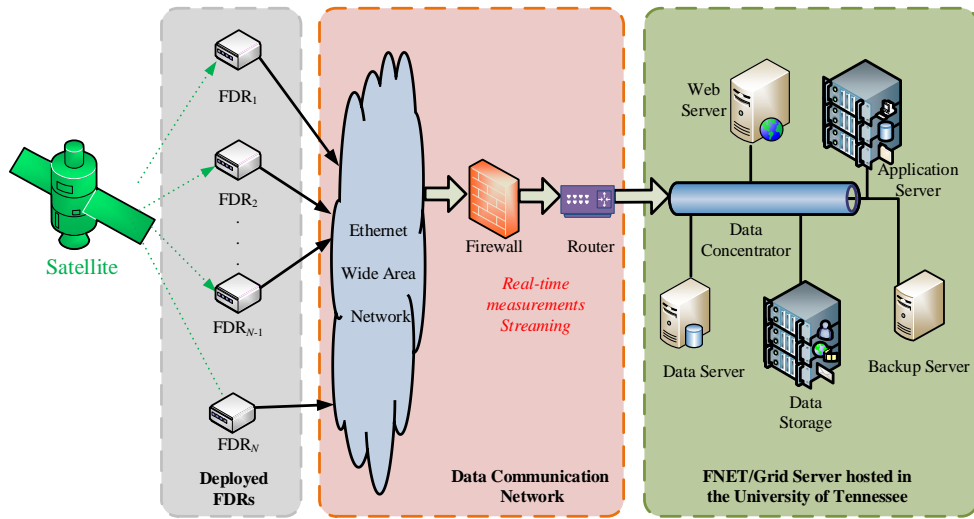 Satellite
FDR1
FDR2
.
.
.
FDRN-1
FDRN
Deployed
FDRs
Ethernet
Wide Area
Network
Firewall
Router
Real-time
measurements
Streaming
Data Communication
Network
Web
Server
Application
Server
Data
Concentrator
Data Server
Data
Storage
Backup Server
FNET/Grid Server hosted in
the University of Tennessee